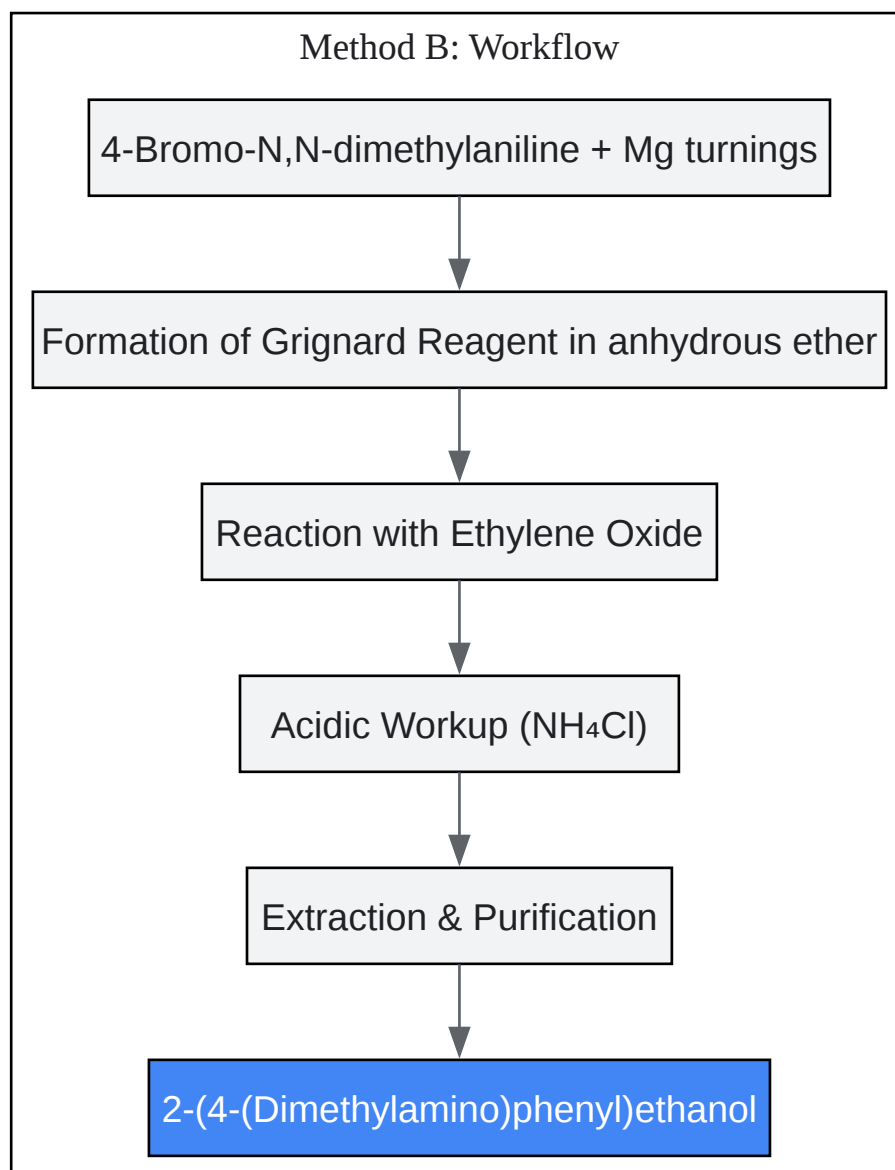 Method B: Workflow
4-Bromo-N,N-dimethylaniline + Mg turnings
Formation of Grignard Reagent in anhydrous ether
Reaction with Ethylene Oxide
Acidic Workup (NH₄Cl)
Extraction & Purification
2-(4-(Dimethylamino)phenyl)ethanol